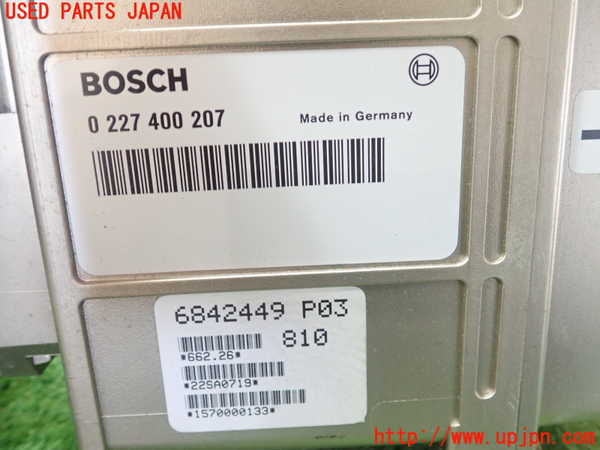 USED PARTS JAPAN
BOSCH
0 227 400 207
Made in Germany
6842449 P03
810
*662.26*
*22SA0719*
*1570000133*
http://www.upjpn.com/